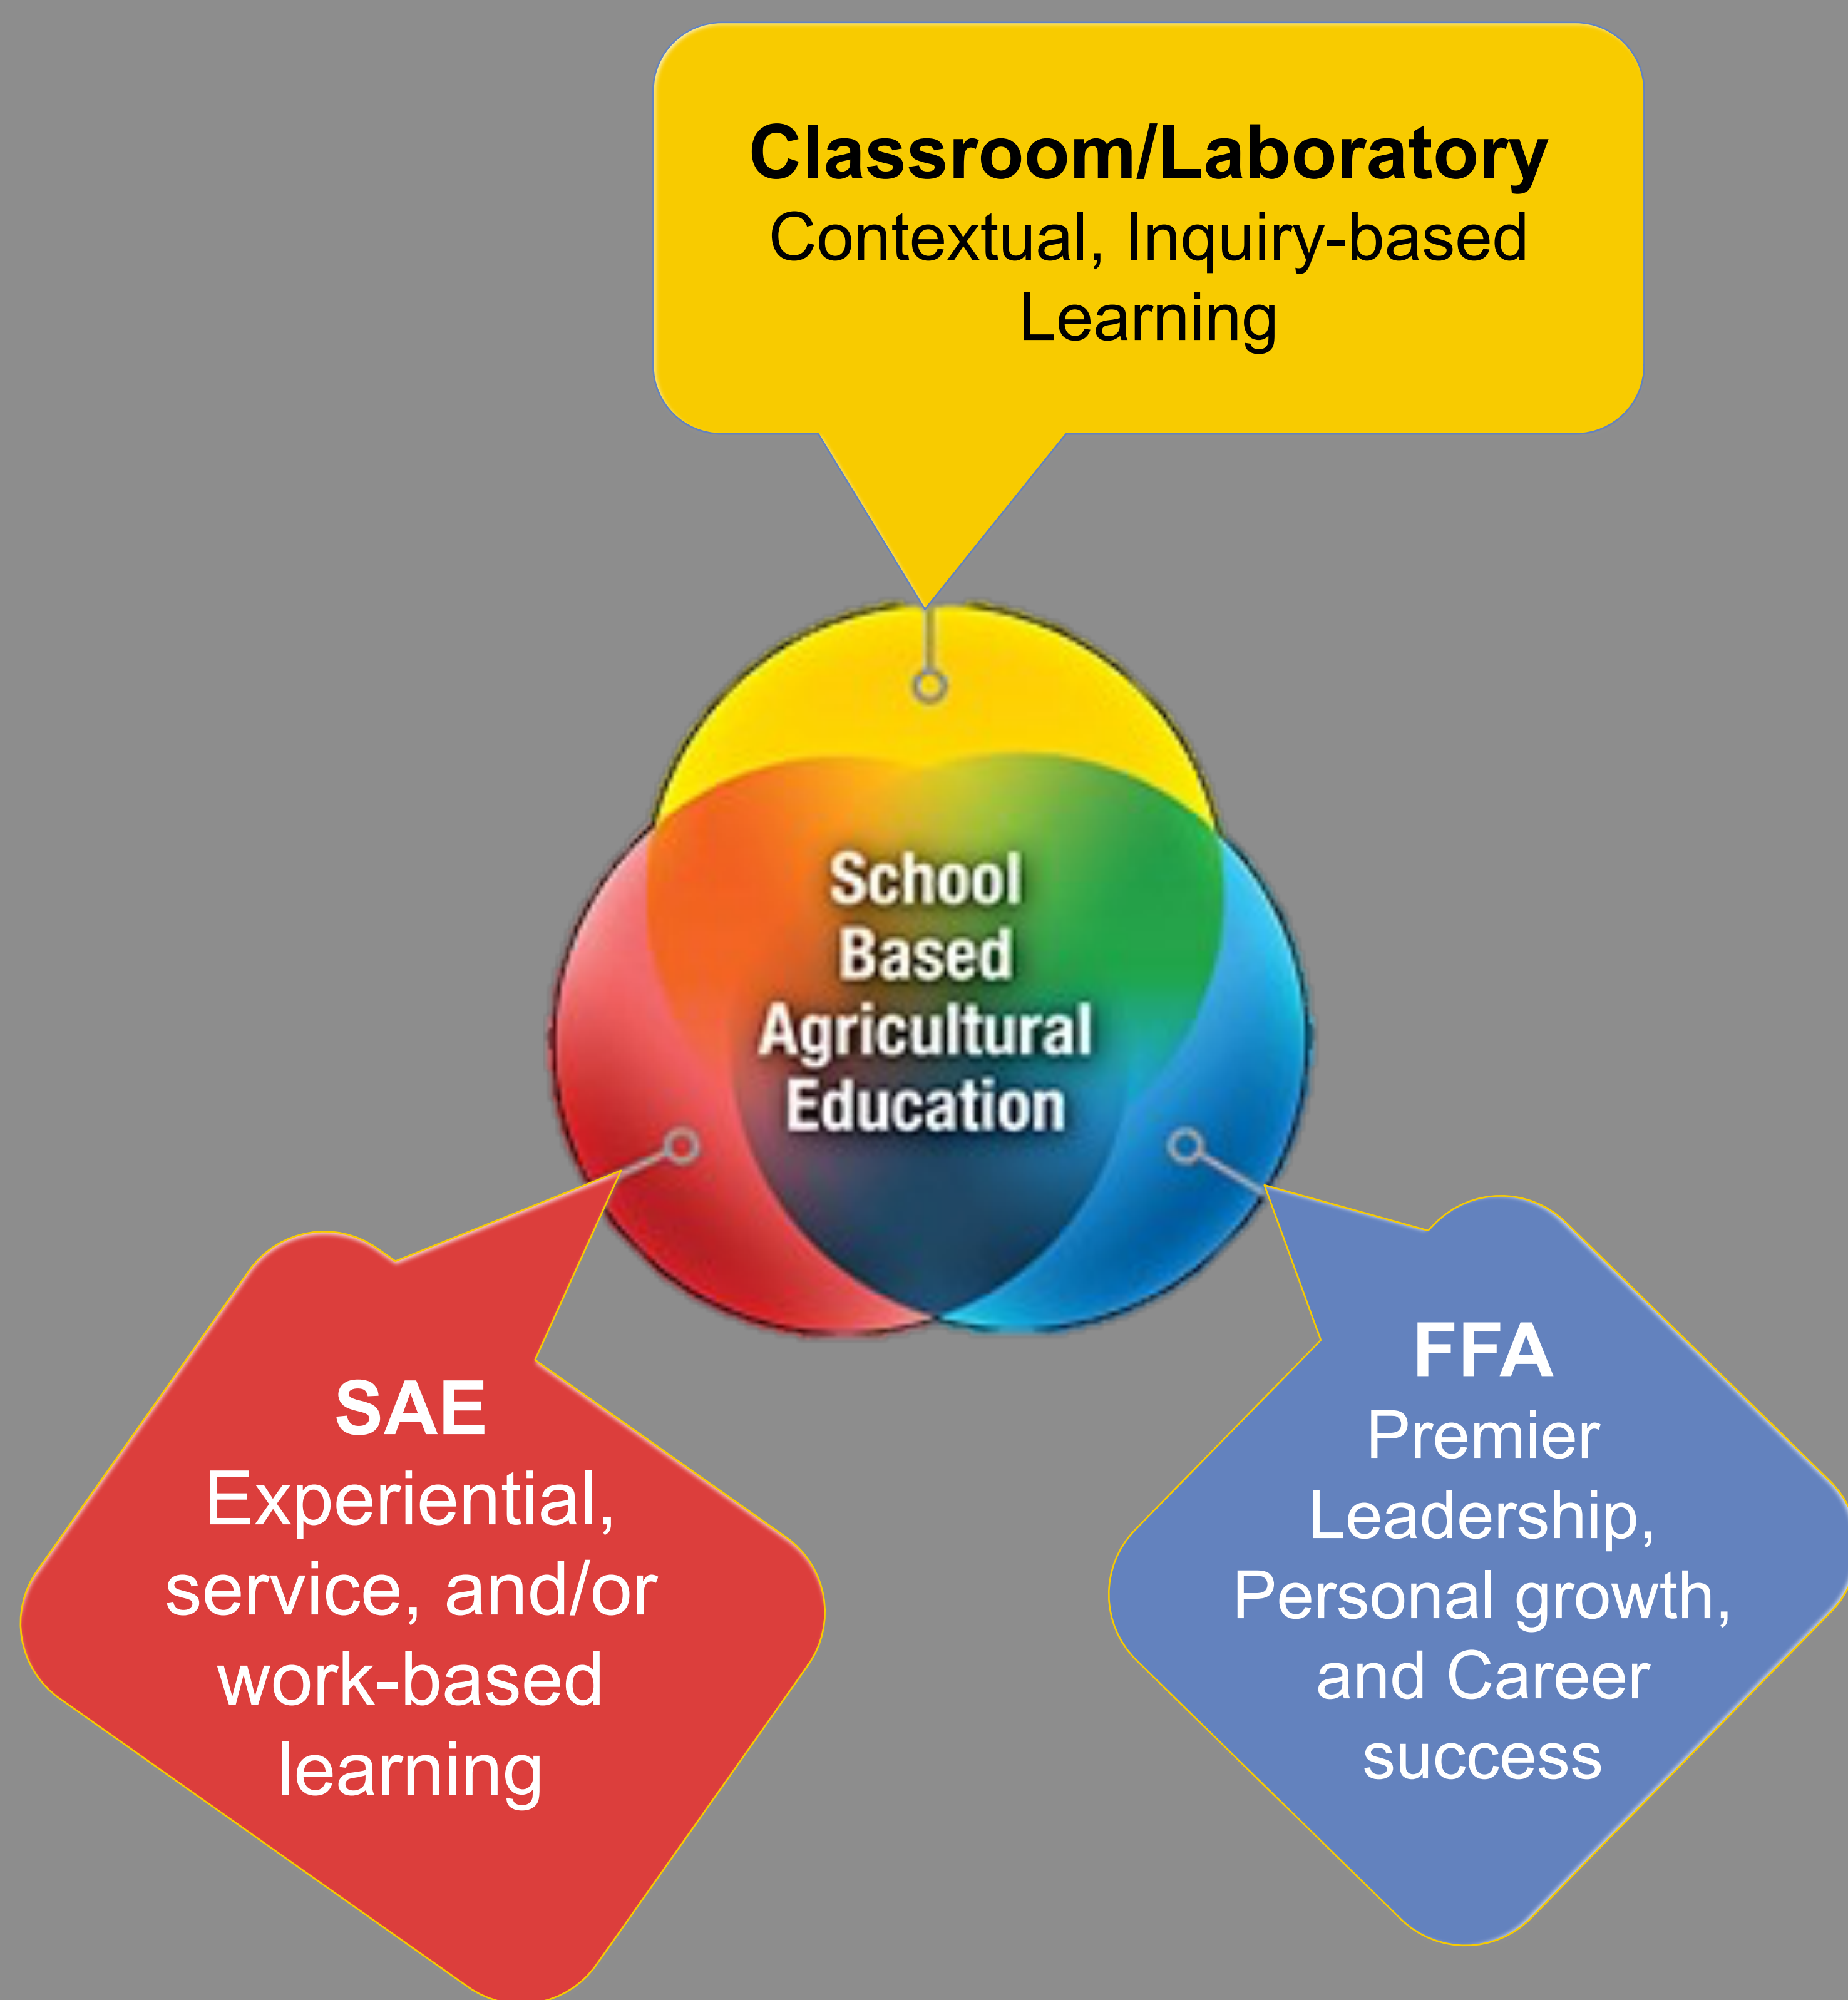 Classroom/Laboratory
Contextual, Inquiry-based
Learning
School
Based
Agricultural
Education
SAE
Experiential,
service, and/or
work-based
learning
FFA
Premier
Leadership,
Personal growth,
and Career
success